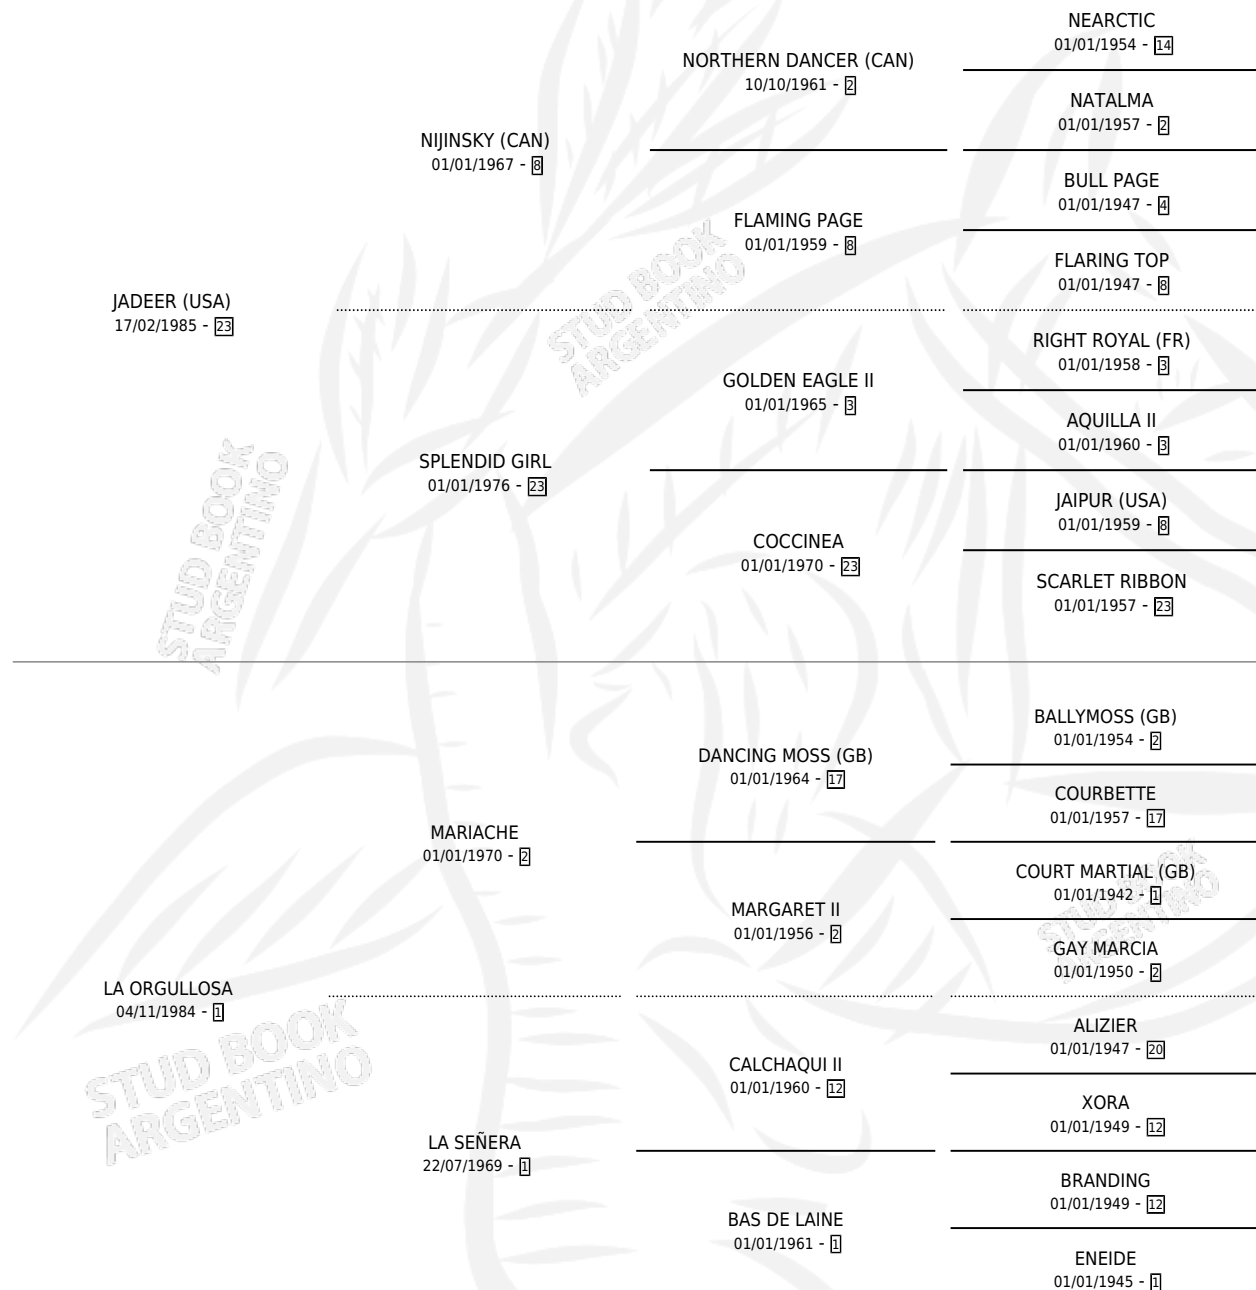 NEARCTIC
01/01/1954 - 14
NORTHERN DANCER (CAN)
10/10/1961 - 2
NATALMA
01/01/1957 - 2
NIJINSKY (CAN)
01/01/1967 - 8
BULL PAGE
01/01/1947 - 4
FLAMING PAGE
01/01/1959 - 8
FLARING TOP
01/01/1947 - 8
JADEER (USA)
17/02/1985 - 23
RIGHT ROYAL (FR)
01/01/1958 - 3
GOLDEN EAGLE II
01/01/1965 - 3
AQUILLA II
01/01/1960 - 3
SPLENDID GIRL
01/01/1976 - 23
JAIPUR (USA)
01/01/1959 - 8
COCCINEA
01/01/1970 - 23
SCARLET RIBBON
01/01/1957 - 23
BALLYMOSS (GB)
01/01/1954 - 2
DANCING MOSS (GB)
01/01/1964 - 17
COURBETTE
01/01/1957 - 17
MARIACHE
01/01/1970 - 2
COURT MARTIAL (GB)
01/01/1942 - 1
MARGARET II
01/01/1956 - 2
GAY MARCIA
01/01/1950 - 2
LA ORGULLOSA
04/11/1984 - 1
ALIZIER
01/01/1947 - 20
CALCHAQUI II
01/01/1960 - 12
XORA
01/01/1949 - 12
LA SEÑERA
22/07/1969 - 1
BRANDING
01/01/1949 - 12
BAS DE LAINE
01/01/1961 - 1
ENEIDE
01/01/1945 - 1
STUD BOOK
ARGENTINO
STUD BOOK
ARGENTINO
STUD BOOK
ARGENTINO
STUD BOOK
ARGENTINO